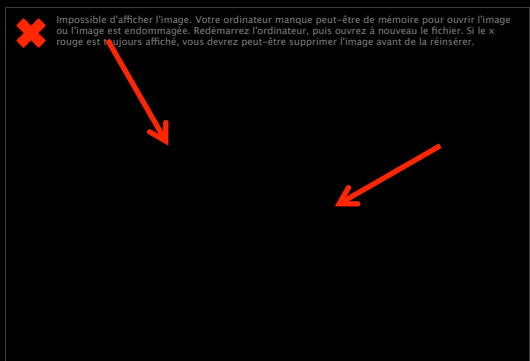 Impossible d'afficher l'image. Votre ordinateur manque peut-être de mémoire pour ouvrir l'image
ou l'image est endommagée. Redémarrez l'ordinateur, puis ouvrez à nouveau le fichier. Si le x
rouge est toujours affiché, vous devrez peut-être supprimer l'image avant de la réinsérer.